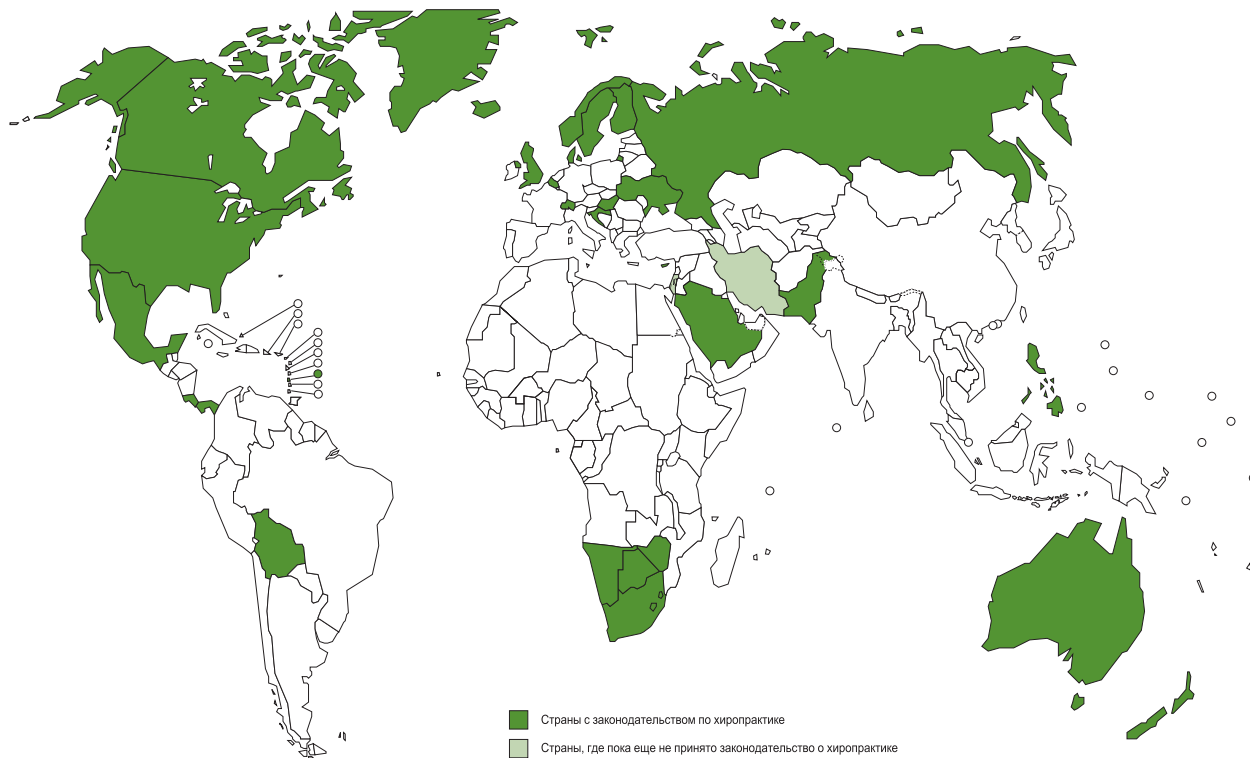 Страны с законодательством по хиропрактике
Страны, где пока еще не принято законодательство о хиропрактике